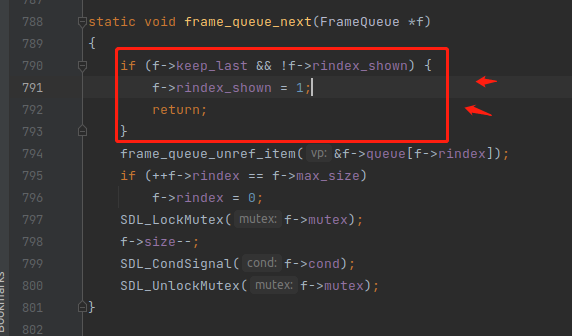 787
788 static void frame_queue_next(FrameQueue *f)
789 {
790 if (f->keep_last && !f->rindex_shown) {
791 f->rindex_shown = 1;
792 return;
793 }
794 frame_queue_unref_item( vp: &f->queue[f->rindex]);
795 if (++f->rindex == f->max_size)
796 f->rindex = 0;
797 SDL_LockMutex( mutex: f->mutex);
798 f->size--;
799 SDL_CondSignal( cond: f->cond);
800 SDL_UnlockMutex( mutex: f->mutex);
801 }
802
Bookmarks